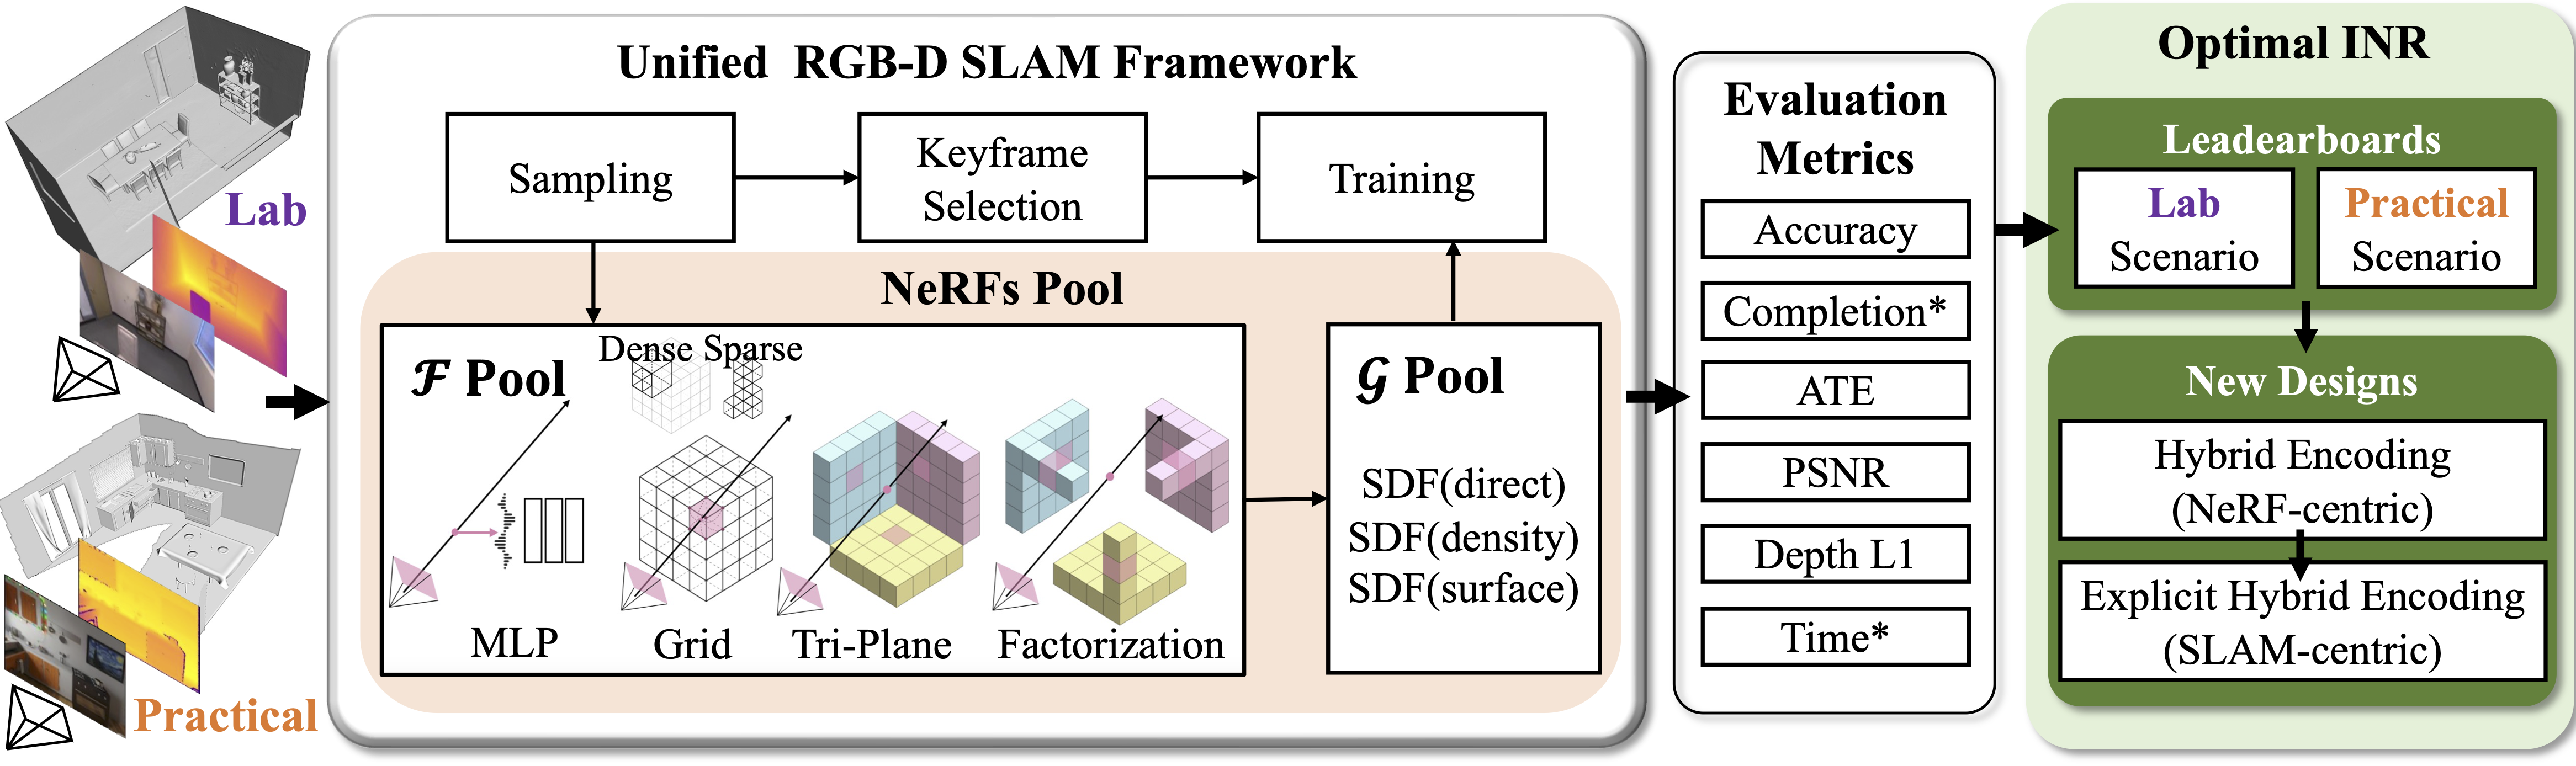 Lab
Practical
Unified RGB-D SLAM Framework
Sampling
Keyframe
Selection
Training
NeRFs Pool
ℱ Pool
Dense Sparse
MLP
Grid
Tri-Plane
Factorization
𝒢 Pool
SDF(direct)
SDF(density)
SDF(surface)
Evaluation
Metrics
Accuracy
Completion*
ATE
PSNR
Depth L1
Time*
Optimal INR
Leadearboards
Lab
Scenario
Practical
Scenario
New Designs
Hybrid Encoding
(NeRF-centric)
Explicit Hybrid Encoding
(SLAM-centric)